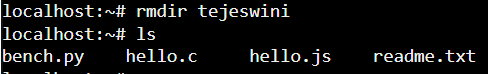 localhost:~# rmdir tejeswini
localhost:~# ls
bench.py    hello.c    hello.js    readme.txt